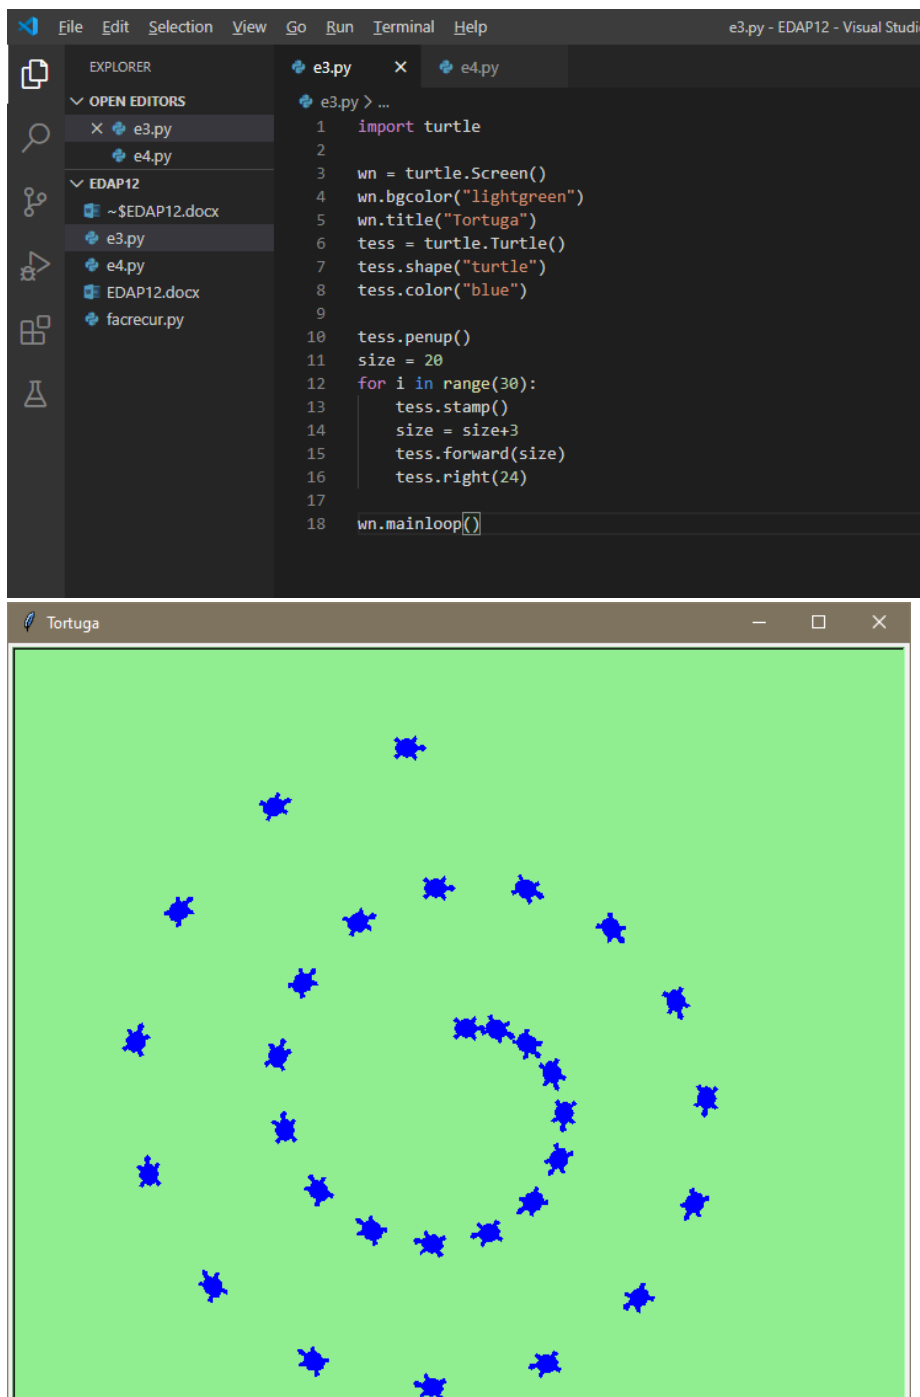 File Edit Selection View Go Run Terminal Help e3.py - EDAP12 - Visual Studi
EXPLORER
OPEN EDITORS
e3.py
e4.py
EDAP12
~$EDAP12.docx
e3.py
e4.py
EDAP12.docx
facrecur.py
e3.py e4.py
e3.py > ...
1 import turtle
2
3 wn = turtle.Screen()
4 wn.bgcolor("lightgreen")
5 wn.title("Tortuga")
6 tess = turtle.Turtle()
7 tess.shape("turtle")
8 tess.color("blue")
9
10 tess.penup()
11 size = 20
12 for i in range(30):
13     tess.stamp()
14     size = size+3
15     tess.forward(size)
16     tess.right(24)
17
18 wn.mainloop()
Tortuga